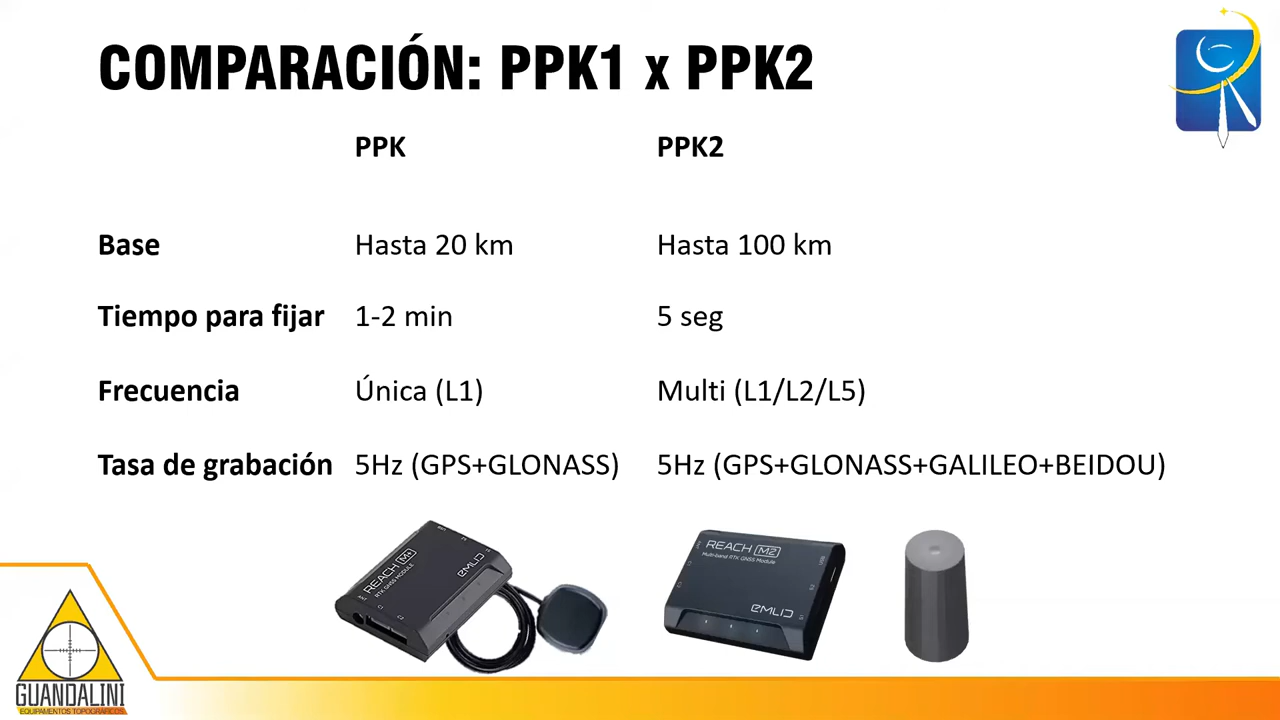 COMPARACIÓN: PPK1 x PPK2
PPK PPK2
Base Hasta 20 km Hasta 100 km
Tiempo para fijar 1-2 min 5 seg
Frecuencia Única (L1) Multi (L1/L2/L5)
Tasa de grabación 5Hz (GPS+GLONASS) 5Hz (GPS+GLONASS+GALILEO+BEIDOU)
REACH M+
RTK GNSS MODULE
EMLID
REACH M2
Multi-band RTK GNSS Module
EMLID
GUANDALINI
EQUIPAMENTOS TOPOGRÁFICOS